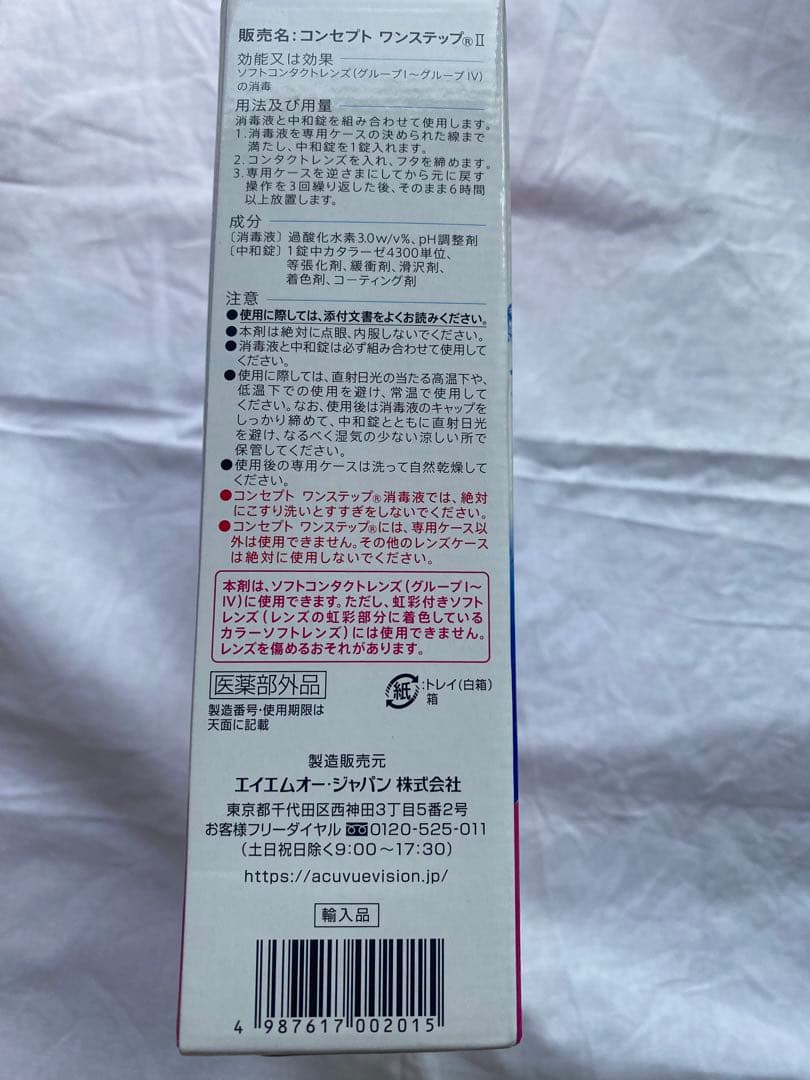 販売名:コンセプト ワンステップ®Ⅱ
効能又は効果
ソフトコンタクトレンズ(グループⅠ~グループⅣ)
の消毒
用法及び用量
消毒液と中和錠を組み合わせて使用します。
1.消毒液を専用ケースの決められた線まで
満たし、中和錠を1錠入れます。
2.コンタクトレンズを入れ、フタを締めます。
3.専用ケースを逆さまにしてから元に戻す
操作を3回繰り返した後、そのまま6時間
以上放置します。
成分
〔消毒液〕過酸化水素3.0w/v%、pH調整剤
〔中和錠〕1錠中カタラーゼ4300単位、
等張化剤、緩衝剤、滑沢剤、
着色剤、コーティング剤
注意
●使用に際しては、添付文書をよくお読みください。
●本剤は絶対に点眼、内服しないでください。
●消毒液と中和錠は必ず組み合わせて使用して
ください。
●使用に際しては、直射日光の当たる高温下や、
低温下での使用を避け、常温で使用して
ください。なお、使用後は消毒液のキャップを
しっかり締めて、中和錠とともに直射日光
を避け、なるべく湿気の少ない涼しい所で
保管してください。
●使用後の専用ケースは洗って自然乾燥して
ください。
●コンセプト ワンステップ®消毒液では、絶対
にこすり洗いとすすぎをしないでください。
●コンセプト ワンステップ®には、専用ケース以
外は使用できません。その他のレンズケース
は絶対に使用しないでください。
本剤は、ソフトコンタクトレンズ(グループⅠ~
Ⅳ)に使用できます。ただし、虹彩付きソフト
レンズ(レンズの虹彩部分に着色している
カラーソフトレンズ)には使用できません。
レンズを傷めるおそれがあります。
医薬部外品
製造番号・使用期限は
天面に記載
紙:トレイ(白箱)
箱
製造販売元
エイエムオー・ジャパン 株式会社
東京都千代田区西神田3丁目5番2号
お客様フリーダイヤル 0120-525-011
(土日祝日除く9:00~17:30)
https://acuvuevision.jp/
輸入品
4 987617 002015